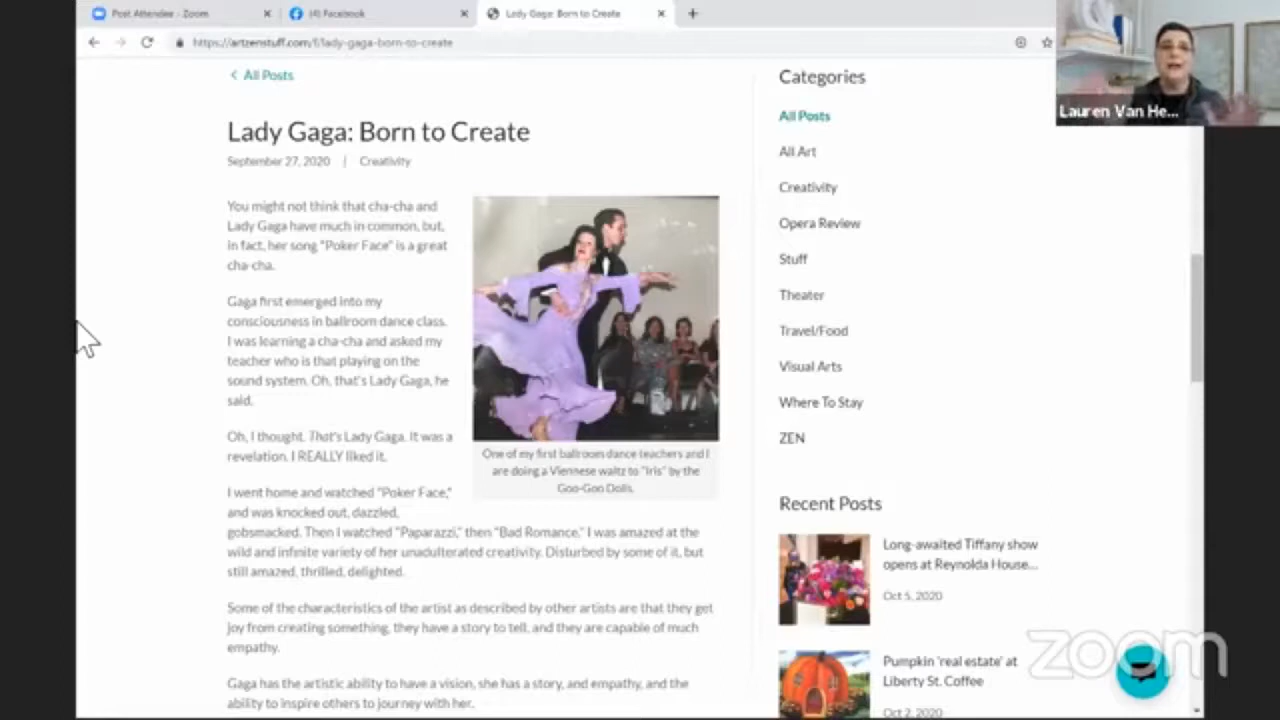 Post Attendee - Zoom
(4) Facebook
Lady Gaga: Born to Create
https://artzenstuff.com/f/lady-gaga-born-to-create
Lauren Van He...
All Posts
Lady Gaga: Born to Create
September 27, 2020 | Creativity
You might not think that cha-cha and
Lady Gaga have much in common, but,
in fact, her song "Poker Face" is a great
cha-cha.
Gaga first emerged into my
consciousness in ballroom dance class.
I was learning a cha-cha and asked my
teacher who is that playing on the
sound system. Oh, that's Lady Gaga, he
said.
Oh, I thought. That's Lady Gaga. It was a
revelation. I REALLY liked it.
I went home and watched "Poker Face,"
and was knocked out, dazzled,
gobsmacked. Then I watched "Paparazzi," then "Bad Romance." I was amazed at the
wild and infinite variety of her unadulterated creativity. Disturbed by some of it, but
still amazed, thrilled, delighted.
Some of the characteristics of the artist as described by other artists are that they get
joy from creating something, they have a story to tell, and they are capable of much
empathy.
Gaga has the artistic ability to have a vision, she has a story, and empathy, and the
ability to inspire others to journey with her.
One of my first ballroom dance teachers and I
are doing a Viennese waltz to "Iris" by the
Goo-Goo Dolls.
Categories
All Posts
All Art
Creativity
Opera Review
Stuff
Theater
Travel/Food
Visual Arts
Where To Stay
ZEN
Recent Posts
Long-awaited Tiffany show
opens at Reynolda House...
Oct 5, 2020
Pumpkin 'real estate' at
Liberty St. Coffee
Oct 2, 2020
zoom